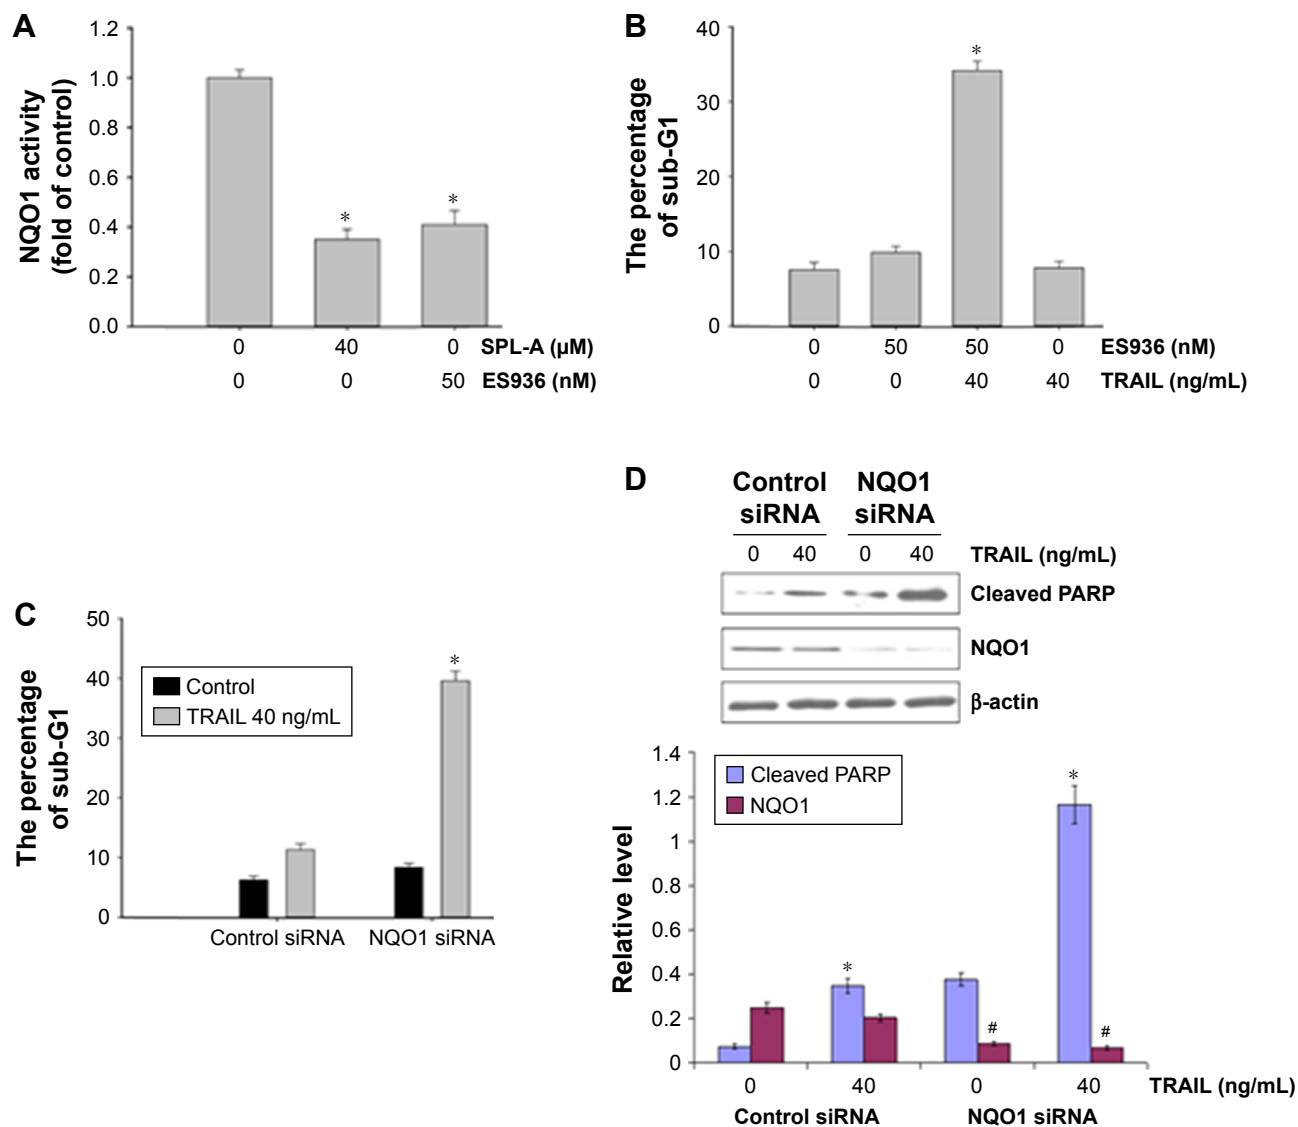 A
NQO1 activity
(fold of control)
1.2
1.0
0.8
0.6
0.4
0.2
0.0
*
*
0 40 0 SPL-A (µM)
0 0 50 ES936 (nM)
B
The percentage
of sub-G1
40
30
20
10
0
*
0 50 50 0 ES936 (nM)
0 0 40 40 TRAIL (ng/mL)
C
The percentage
of sub-G1
50
40
30
20
10
0
Control
TRAIL 40 ng/mL
*
Control siRNA NQO1 siRNA
D
Control NQO1
siRNA siRNA
0 40 0 40 TRAIL (ng/mL)
Cleaved PARP
NQO1
β-actin
Relative level
1.4
1.2
1
0.8
0.6
0.4
0.2
0
Cleaved PARP
NQO1
*
#
*
#
0 40 0 40 TRAIL (ng/mL)
Control siRNA NQO1 siRNA